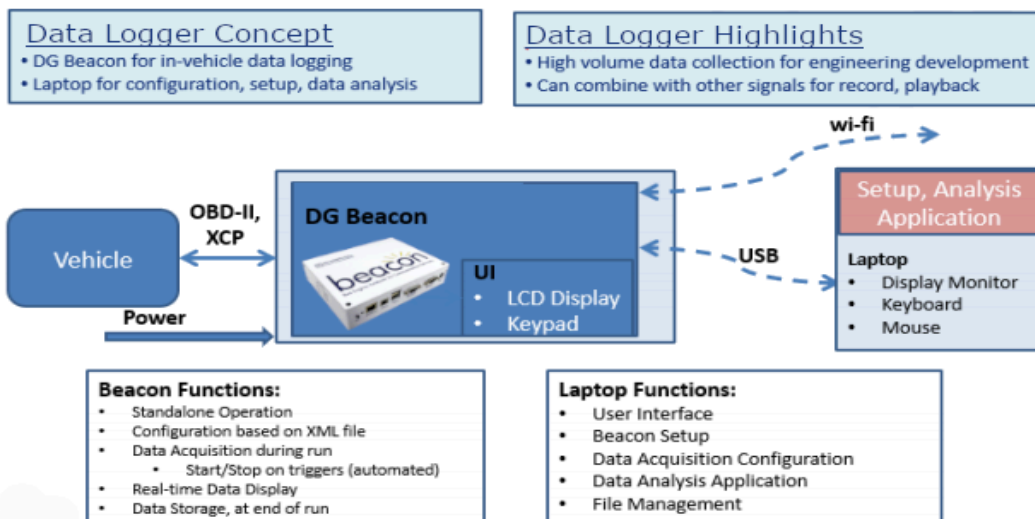 Data Logger Concept
• DG Beacon for in-vehicle data logging
• Laptop for configuration, setup, data analysis
Data Logger Highlights
• High volume data collection for engineering development
• Can combine with other signals for record, playback
wi-fi
Vehicle
OBD-II,
XCP
Power
DG Beacon
beacon
UI
• LCD Display
• Keypad
USB
Setup, Analysis
Application
Laptop
• Display Monitor
• Keyboard
• Mouse
Beacon Functions:
• Standalone Operation
• Configuration based on XML file
• Data Acquisition during run
• Start/Stop on triggers (automated)
• Real-time Data Display
• Data Storage, at end of run
Laptop Functions:
• User Interface
• Beacon Setup
• Data Acquisition Configuration
• Data Analysis Application
• File Management